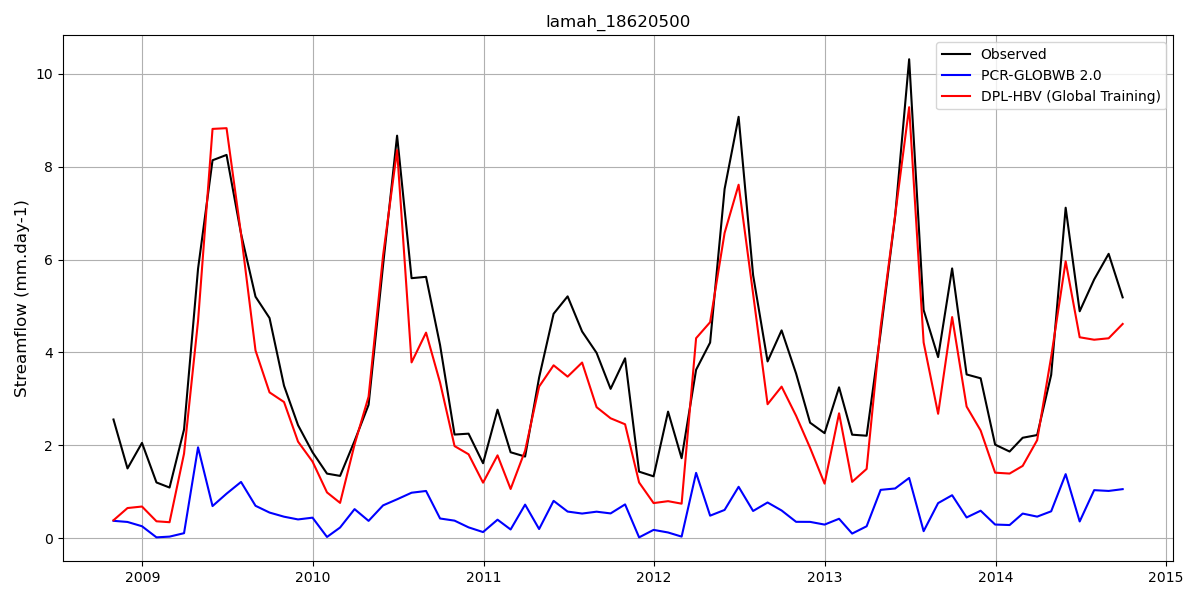 lamah_18620500
Streamflow (mm.day-1)
10
8
6
4
2
0
2009
2010
2011
2012
2013
2014
2015
Observed
PCR-GLOBWB 2.0
DPL-HBV (Global Training)